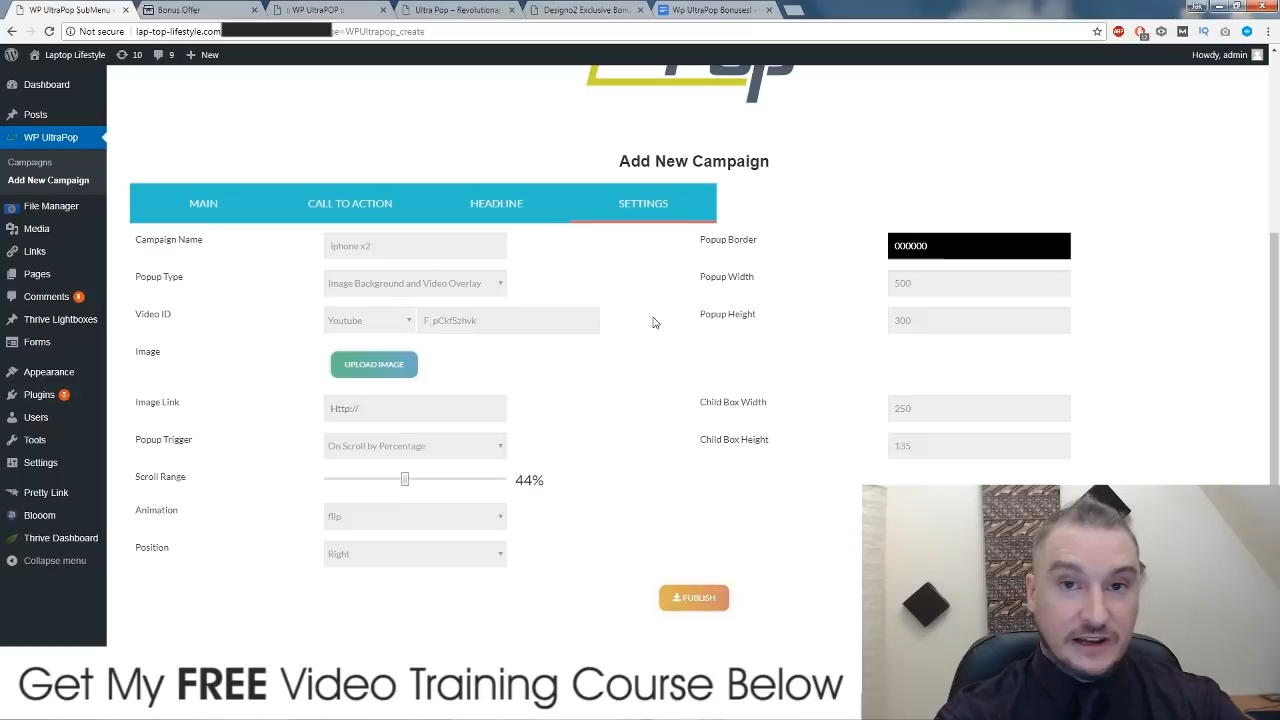 WP UltraPop SubMenu
Bonus Offer
:: WP UltraPOP ::
Ultra Pop – Revolutiona
Designo2 Exclusive Bonu
Wp UltraPop Bonuses! -
Jek
Not secure
lap-top-lifestyle.com
e=WPUltrapop_create
Laptop Lifestyle
10
9
New
Howdy, admin
Dashboard
Posts
WP UltraPop
Campaigns
Add New Campaign
File Manager
Media
Links
Pages
Comments 9
Thrive Lightboxes
Forms
Appearance
Plugins 3
Users
Tools
Settings
Pretty Link
Blooom
Thrive Dashboard
Collapse menu
Pop
Add New Campaign
MAIN
CALL TO ACTION
HEADLINE
SETTINGS
Campaign Name
iphone x2
Popup Type
Image Background and Video Overlay
Video ID
Youtube
F_pCkfSzhvk
Image
UPLOAD IMAGE
Image Link
Http://
Popup Trigger
On Scroll by Percentage
Scroll Range
44%
Animation
flip
Position
Right
Popup Border
000000
Popup Width
500
Popup Height
300
Child Box Width
250
Child Box Height
135
PUBLISH
Get My FREE Video Training Course Below